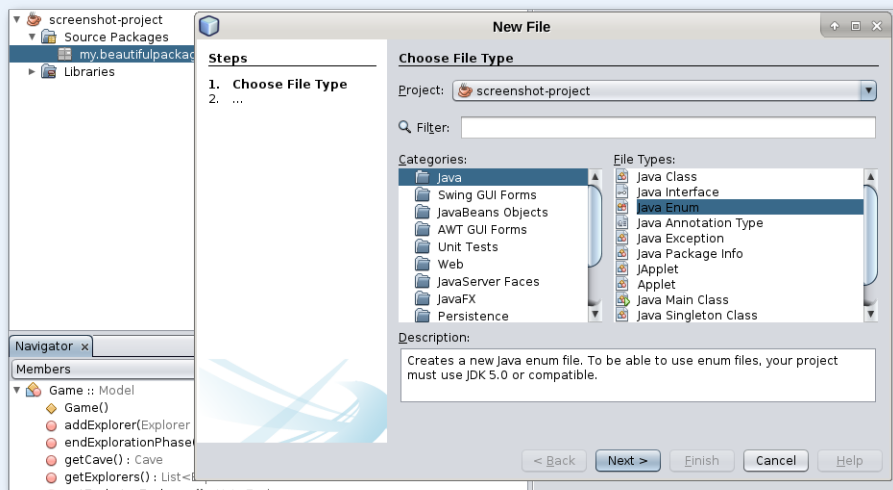 screenshot-project
Source Packages
my.beautifulpackag
Libraries
Navigator ×
Members
Game :: Model
Game()
addExplorer(Explorer
endExplorationPhase(
getCave() : Cave
getExplorers() : List<E
New File
Steps
1. Choose File Type
2. ...
Choose File Type
Project: screenshot-project
Filter:
Categories:
Java
Swing GUI Forms
JavaBeans Objects
AWT GUI Forms
Unit Tests
Web
JavaServer Faces
JavaFX
Persistence
File Types:
Java Class
Java Interface
Java Enum
Java Annotation Type
Java Exception
Java Package Info
JApplet
Applet
Java Main Class
Java Singleton Class
Description:
Creates a new Java enum file. To be able to use enum files, your project
must use JDK 5.0 or compatible.
< Back Next > Finish Cancel Help